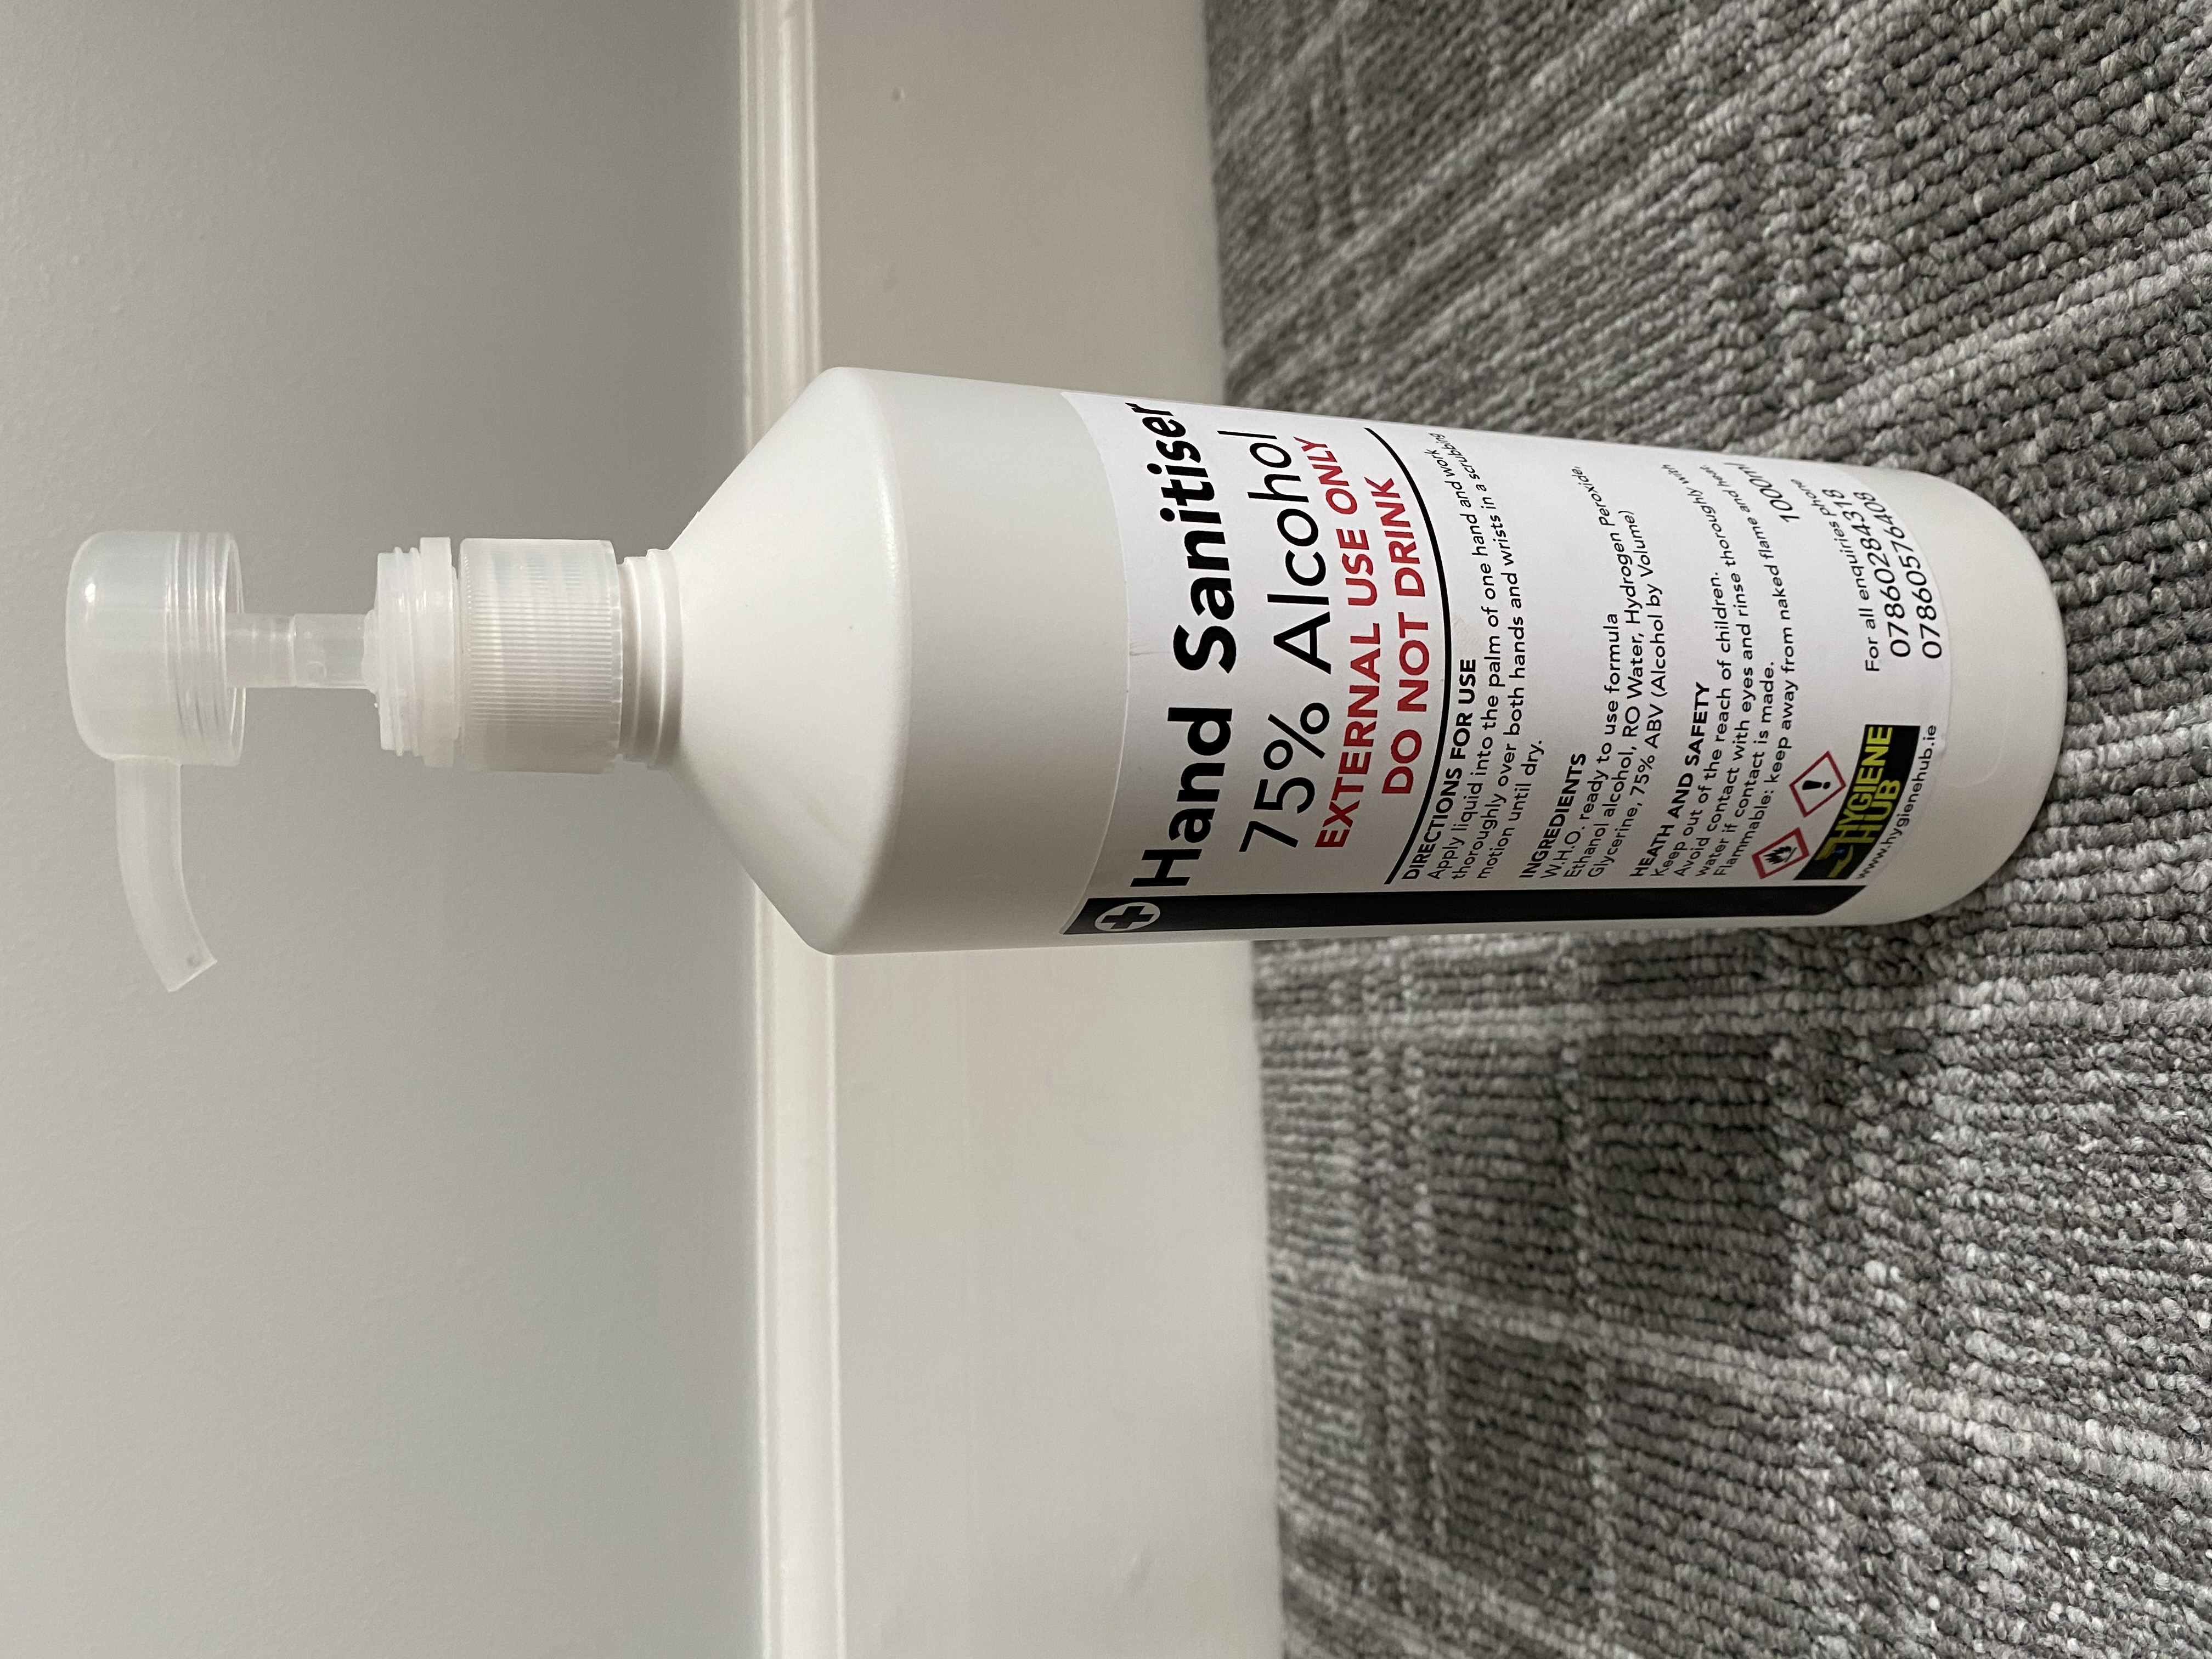 Hand Sanitiser
75% Alcohol
EXTERNAL USE ONLY
DO NOT DRINK
DIRECTIONS FOR USE
Apply liquid into the palm of one hand and work
thoroughly over both hands and wrists in a scrubbing
motion until dry.
INGREDIENTS
W.H.O. ready to use formula
Ethanol alcohol, RO Water, Hydrogen Peroxide,
Glycerine, 75% ABV (Alcohol by Volume)
HEATH AND SAFETY
Keep out of the reach of children.
Avoid contact with eyes and rinse thoroughly with
water if contact is made.
Flammable: keep away from naked flame and heat.
1000ml
HYGIENE
HUB
www.hygienehub.ie
For all enquiries phone
07860284318
07860576408